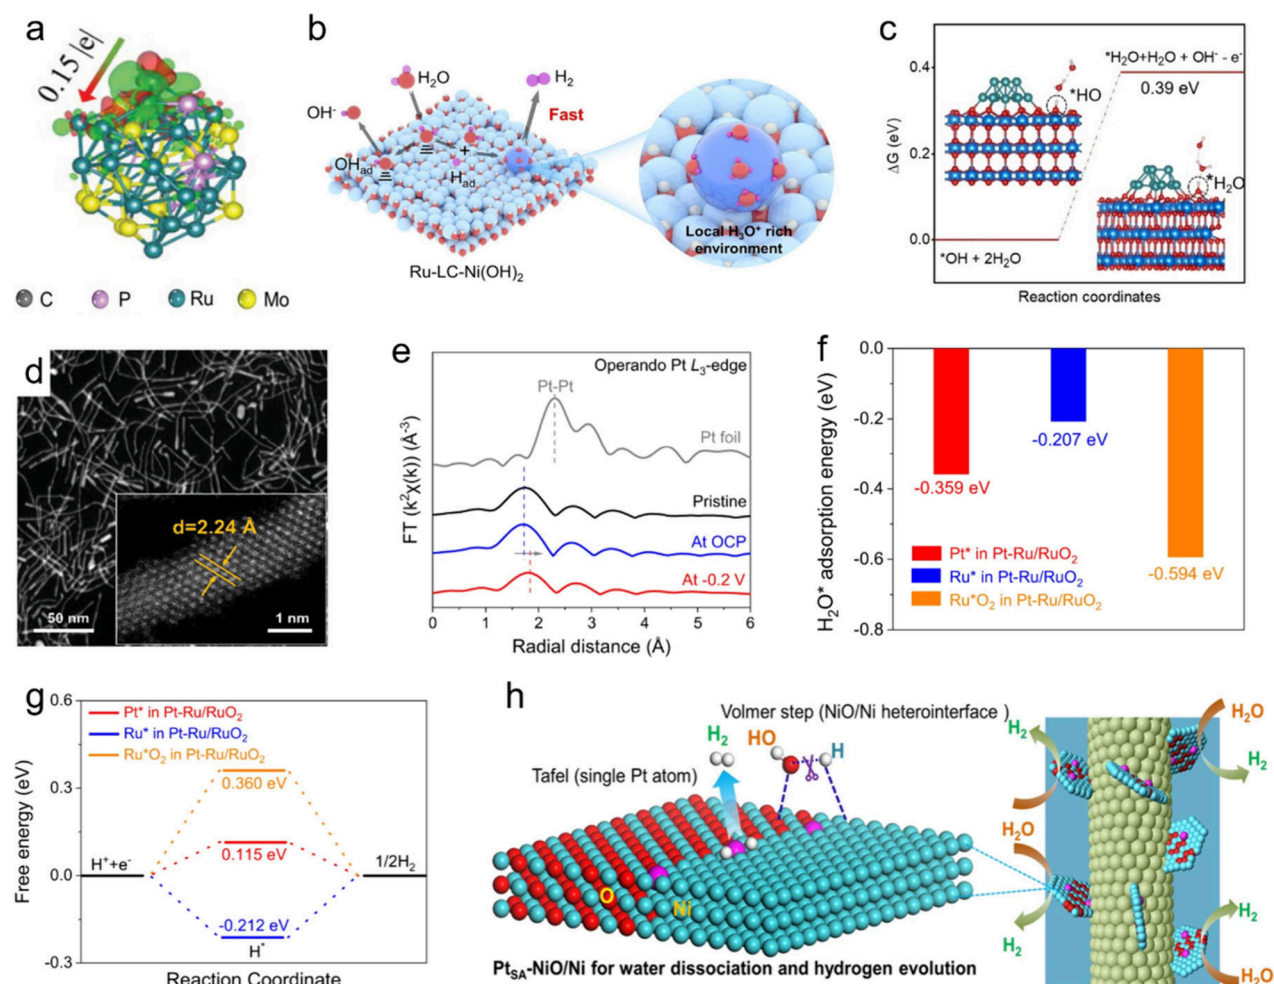 a
0.15 |e|
C
P
Ru
Mo
b
H₂O
H₂
OH⁻
Fast
OH_ad
+
H_ad
Local H₃O⁺ rich
environment
Ru-LC-Ni(OH)₂
c
*H₂O+H₂O + OH⁻ - e⁻
0.39 eV
*HO
*H₂O
*OH + 2H₂O
0.4
0.2
0.0
ΔG (eV)
Reaction coordinates
d
d=2.24 Å
50 nm
1 nm
e
Operando Pt L₃-edge
Pt-Pt
Pt foil
Pristine
At OCP
At -0.2 V
FT (k²χ(k)) (Å⁻³)
0 1 2 3 4 5 6
Radial distance (Å)
f
0.0
-0.2
-0.4
-0.6
-0.8
H₂O* adsorption energy (eV)
-0.359 eV
-0.207 eV
-0.594 eV
Pt* in Pt-Ru/RuO₂
Ru* in Pt-Ru/RuO₂
Ru*O₂ in Pt-Ru/RuO₂
g
0.6
0.3
0.0
-0.3
Free energy (eV)
Pt* in Pt-Ru/RuO₂
Ru* in Pt-Ru/RuO₂
Ru*O₂ in Pt-Ru/RuO₂
0.360 eV
0.115 eV
-0.212 eV
H⁺+e⁻
1/2H₂
H*
Reaction Coordinate
h
Volmer step (NiO/Ni heterointerface )
H₂
HO
H
Tafel (single Pt atom)
O
Ni
Pt_SA-NiO/Ni for water dissociation and hydrogen evolution
H₂
H₂O
H₂
H₂O
H₂
H₂
H₂O